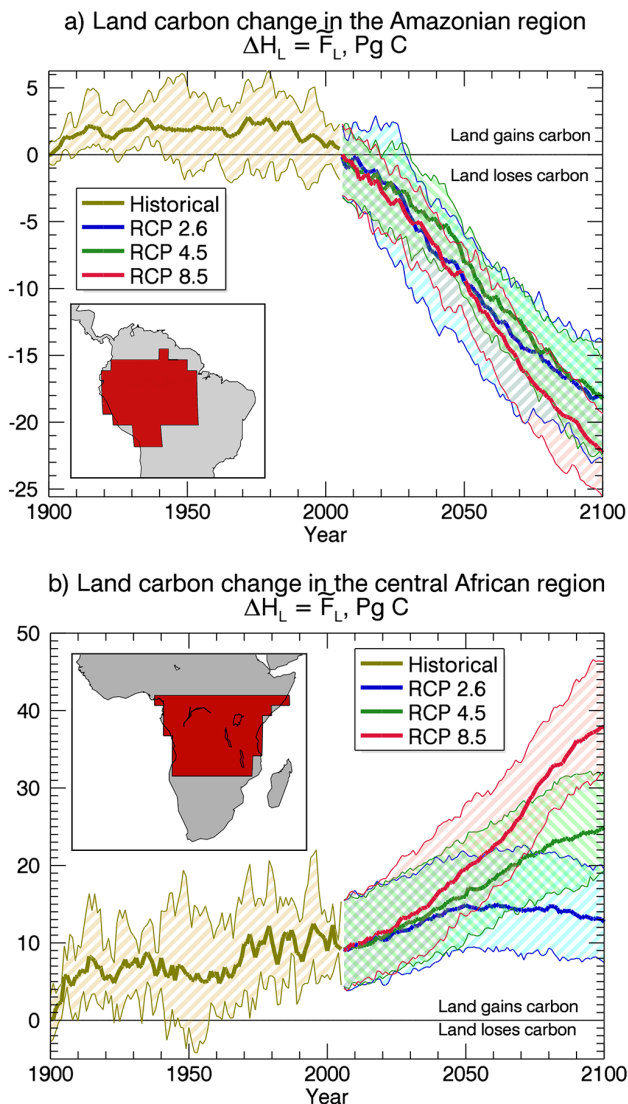 a) Land carbon change in the Amazonian region
ΔH_L = F̃_L, Pg C
5
Land gains carbon
0
Land loses carbon
Historical
RCP 2.6
-5
RCP 4.5
RCP 8.5
-10
-15
-20
-25
1900 1950 2000 2050 2100
Year
b) Land carbon change in the central African region
ΔH_L = F̃_L, Pg C
50
Historical
RCP 2.6
RCP 4.5
RCP 8.5
40
30
20
10
Land gains carbon
0
Land loses carbon
1900 1950 2000 2050 2100
Year